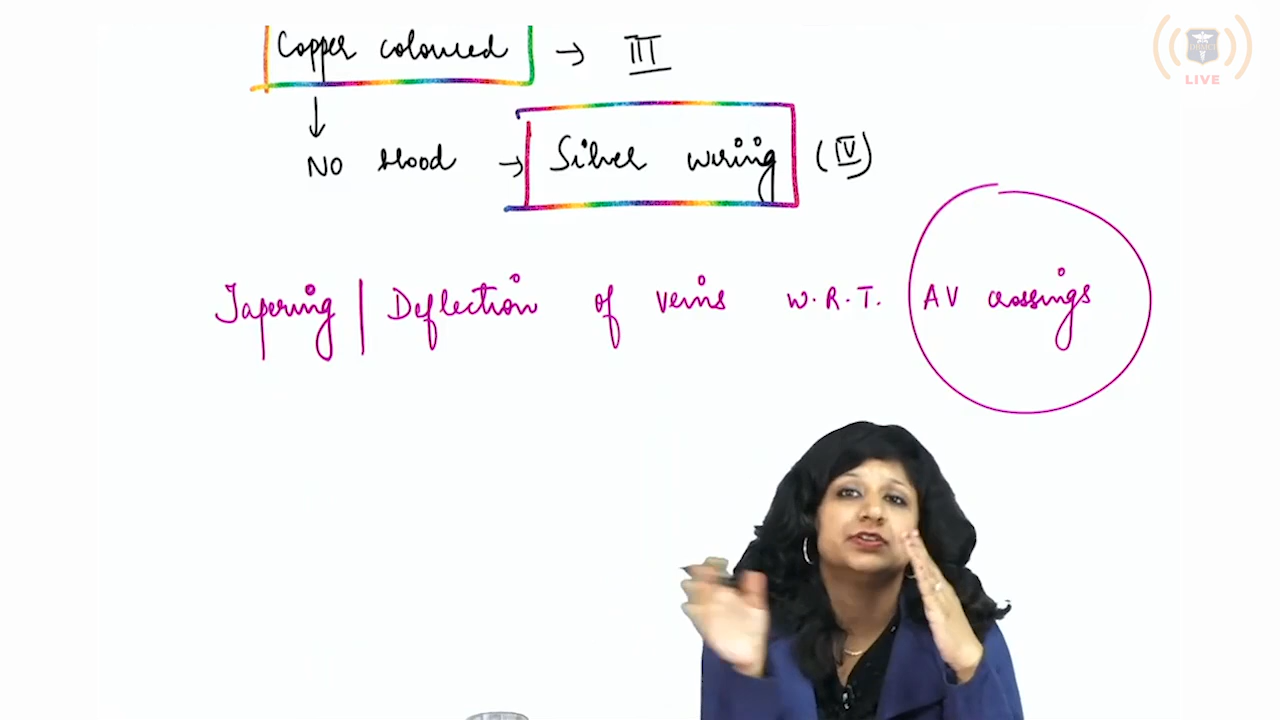 Copper coloured → III
LIVE
↓
NO blood → Silver wiring (IV)
Tapering | Deflection of veins W.R.T. AV crossings